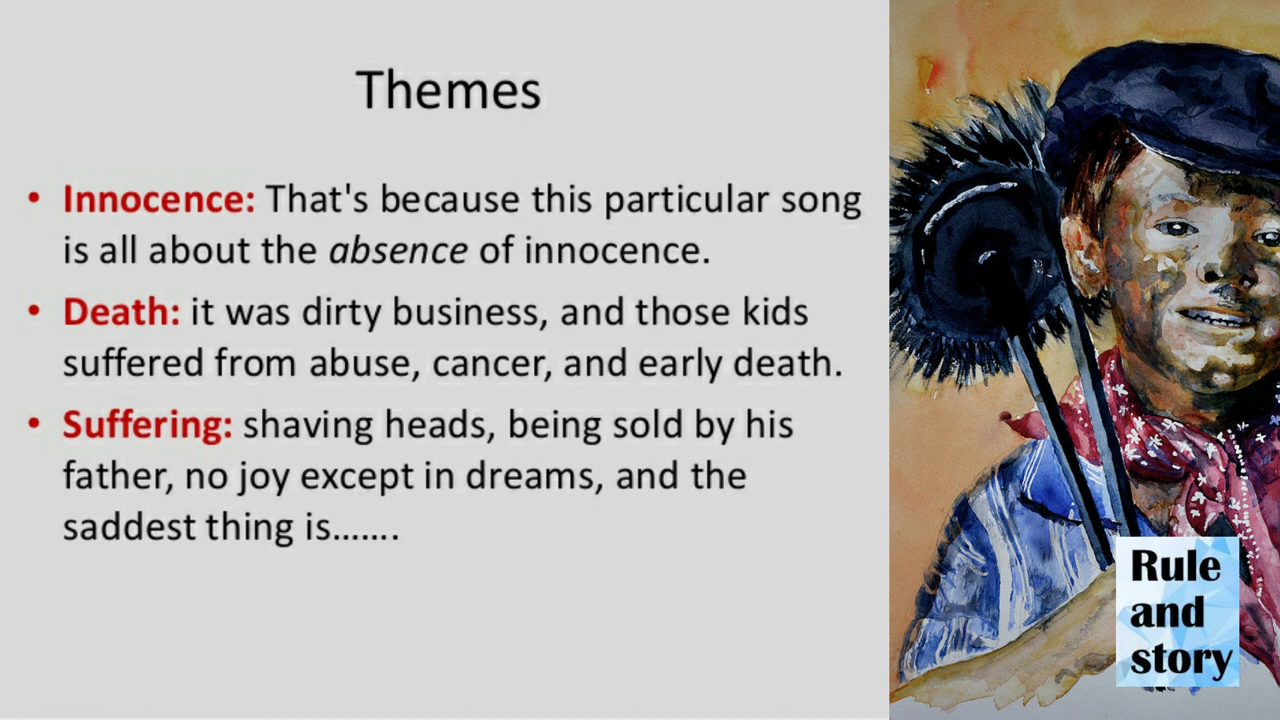 Themes
• Innocence: That's because this particular song
is all about the absence of innocence.
• Death: it was dirty business, and those kids
suffered from abuse, cancer, and early death.
• Suffering: shaving heads, being sold by his
father, no joy except in dreams, and the
saddest thing is…….
Rule
and
story